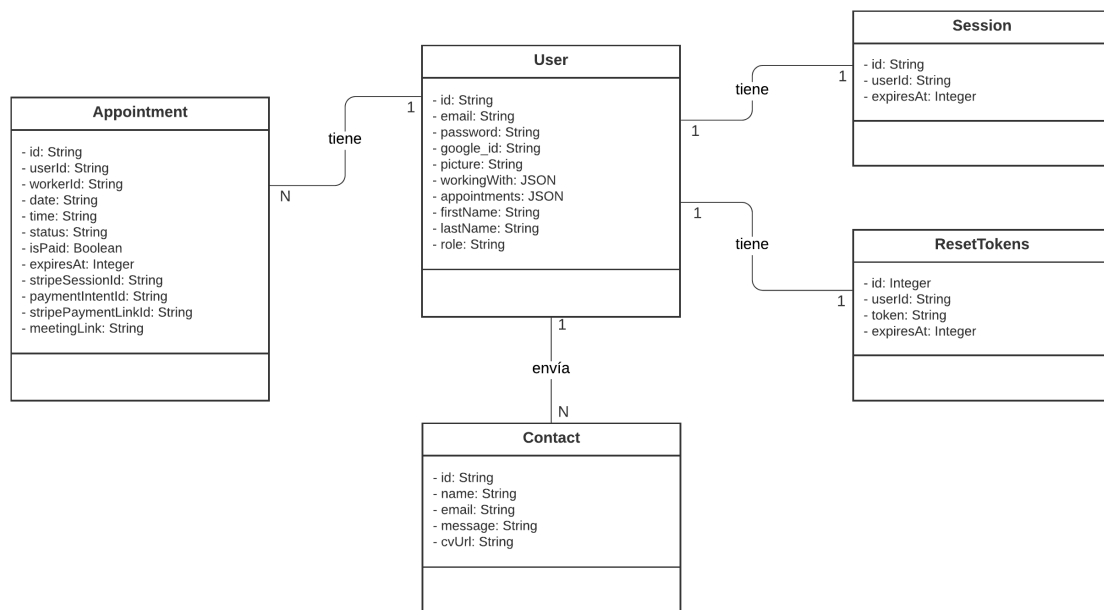 Appointment
- id: String
- userId: String
- workerId: String
- date: String
- time: String
- status: String
- isPaid: Boolean
- expiresAt: Integer
- stripeSessionId: String
- paymentIntentId: String
- stripePaymentLinkId: String
- meetingLink: String
N
tiene
1
User
- id: String
- email: String
- password: String
- google_id: String
- picture: String
- workingWith: JSON
- appointments: JSON
- firstName: String
- lastName: String
- role: String
1
tiene
1
Session
- id: String
- userId: String
- expiresAt: Integer
1
tiene
1
ResetTokens
- id: Integer
- userId: String
- token: String
- expiresAt: Integer
1
envía
N
Contact
- id: String
- name: String
- email: String
- message: String
- cvUrl: String